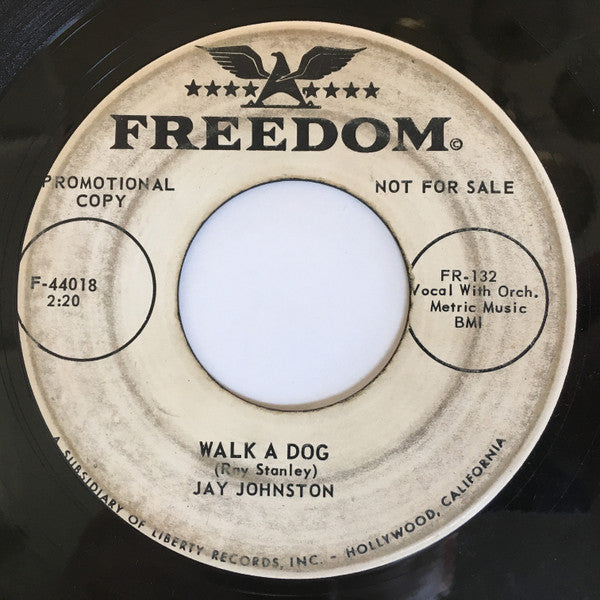 FREEDOM©
PROMOTIONAL
COPY
NOT FOR SALE
F-44018
2:20
FR-132
Vocal With Orch.
Metric Music
BMI
WALK A DOG
(Ray Stanley)
JAY JOHNSTON
A SUBSIDIARY OF LIBERTY RECORDS, INC. - HOLLYWOOD, CALIFORNIA